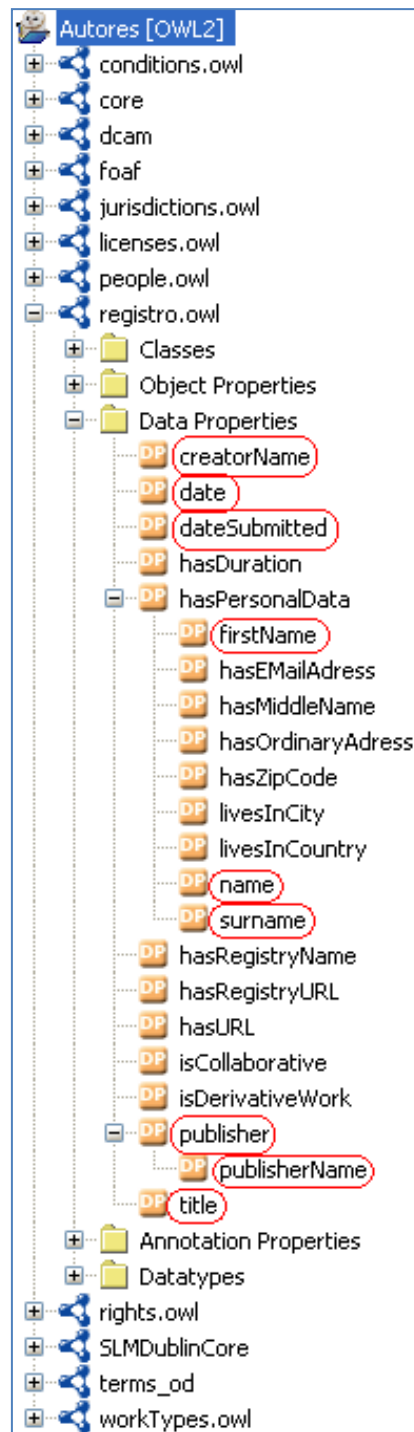 Autores [OWL2]
conditions.owl
core
dcam
foaf
jurisdictions.owl
licenses.owl
people.owl
registro.owl
Classes
Object Properties
Data Properties
DP creatorName
DP date
DP dateSubmitted
DP hasDuration
DP hasPersonalData
DP firstName
DP hasEMailAdress
DP hasMiddleName
DP hasOrdinaryAdress
DP hasZipCode
DP livesInCity
DP livesInCountry
DP name
DP surname
DP hasRegistryName
DP hasRegistryURL
DP hasURL
DP isCollaborative
DP isDerivativeWork
DP publisher
DP publisherName
DP title
Annotation Properties
Datatypes
rights.owl
SLMDublinCore
terms_od
workTypes.owl